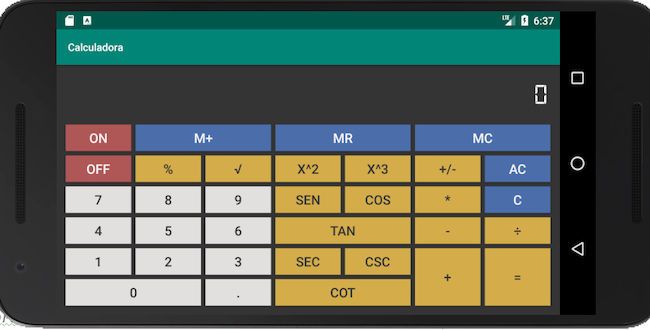 LTE 6:37
Calculadora
0
ON M+ MR MC
OFF % √ X^2 X^3 +/- AC
7 8 9 SEN COS * C
4 5 6 TAN - ÷
1 2 3 SEC CSC + =
0 . COT